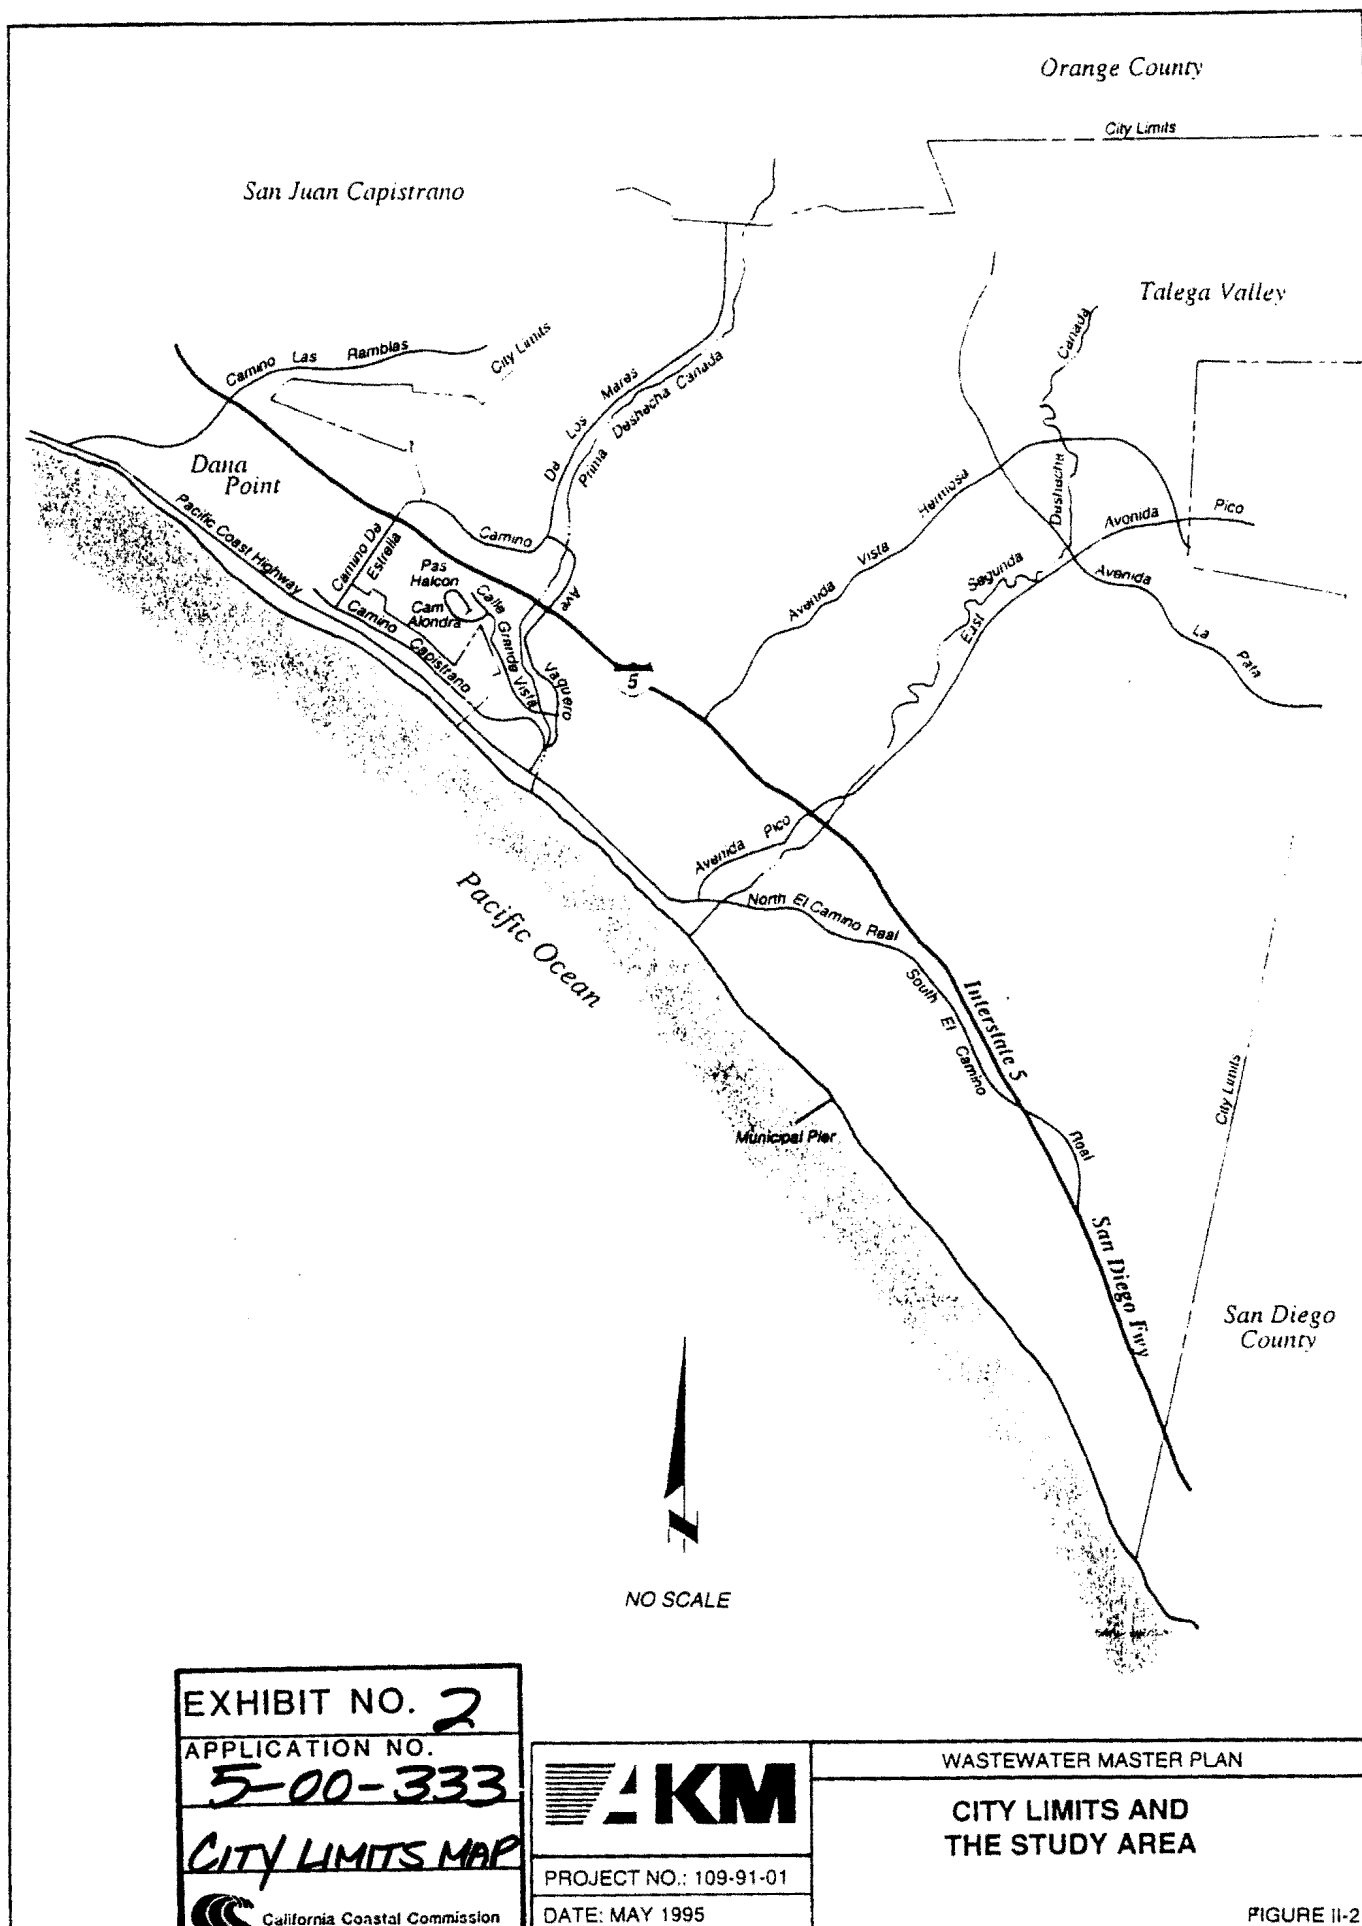 Orange County
City Limits
San Juan Capistrano
Talega Valley
Camino Las Ramblas
City Limits
De Los Mares
Prima Deshecha Canada
Canada
Deshecha
Dana
Point
Pacific Coast Highway
Camino De
Estrella
Camino
Pas
Halcon
Cam
Alondra
Calle Grande Vista
Ave
Vaquero
Camino Capistrano
5
Avenida Vista Hermosa
Segunda
Avenida Pico
Avenida La Pata
Avenida Pico
North El Camino Real
South El Camino Real
Interstate 5
Pacific Ocean
Municipal Pier
City Limits
San Diego Fwy
San Diego
County
N
NO SCALE
EXHIBIT NO. 2
APPLICATION NO.
5-00-333
CITY LIMITS MAP
California Coastal Commission
AKM
PROJECT NO.: 109-91-01
DATE: MAY 1995
WASTEWATER MASTER PLAN
CITY LIMITS AND
THE STUDY AREA
FIGURE II-2